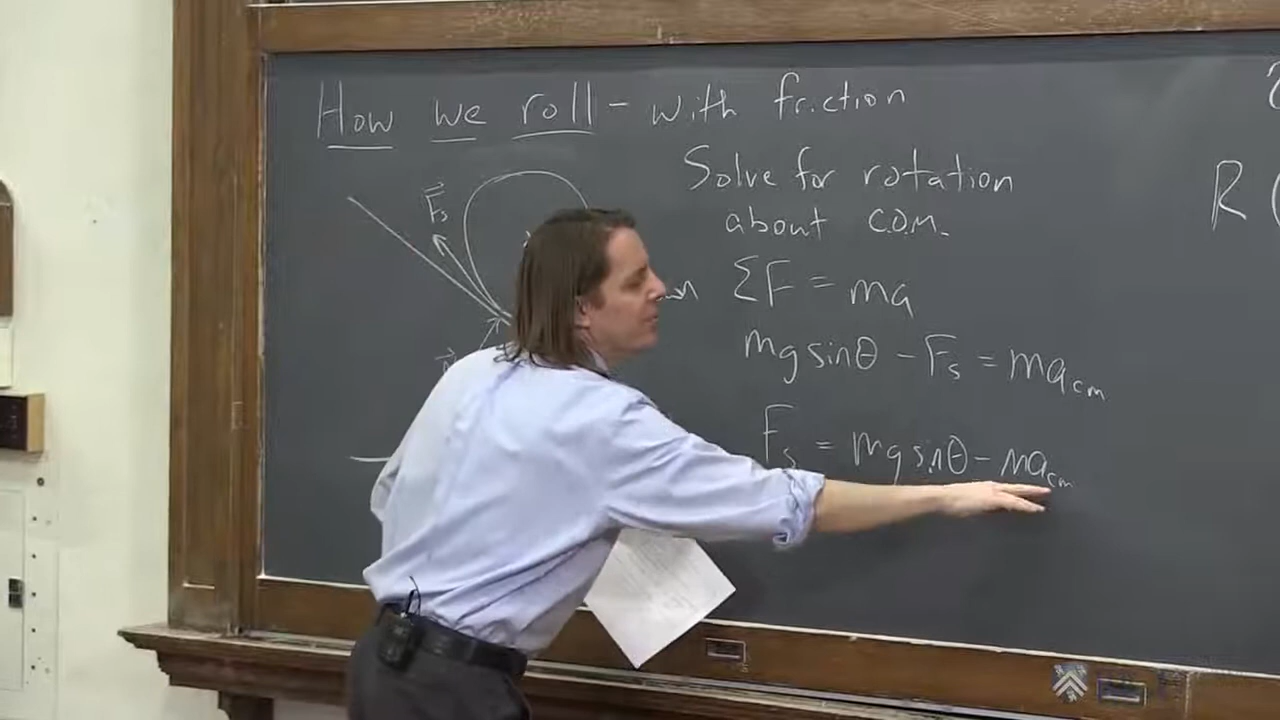 How we roll - with friction
Solve for rotation
about C.O.M.
ΣF = ma
mg sinθ - Fs = macm
Fs = mg sinθ - macm
Fs
R (